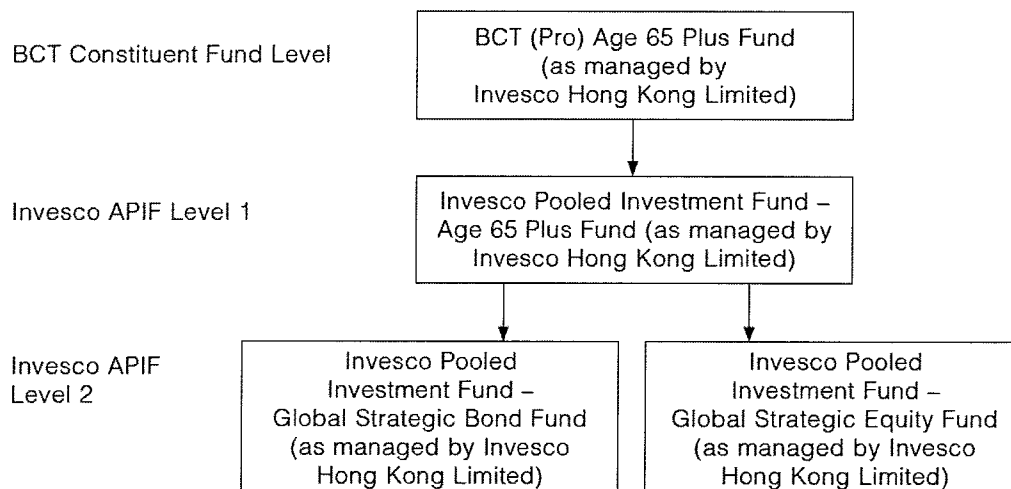 BCT Constituent Fund Level
BCT (Pro) Age 65 Plus Fund
(as managed by
Invesco Hong Kong Limited)
Invesco APIF Level 1
Invesco Pooled Investment Fund –
Age 65 Plus Fund (as managed by
Invesco Hong Kong Limited)
Invesco APIF
Level 2
Invesco Pooled
Investment Fund –
Global Strategic Bond Fund
(as managed by Invesco
Hong Kong Limited)
Invesco Pooled
Investment Fund –
Global Strategic Equity Fund
(as managed by Invesco
Hong Kong Limited)